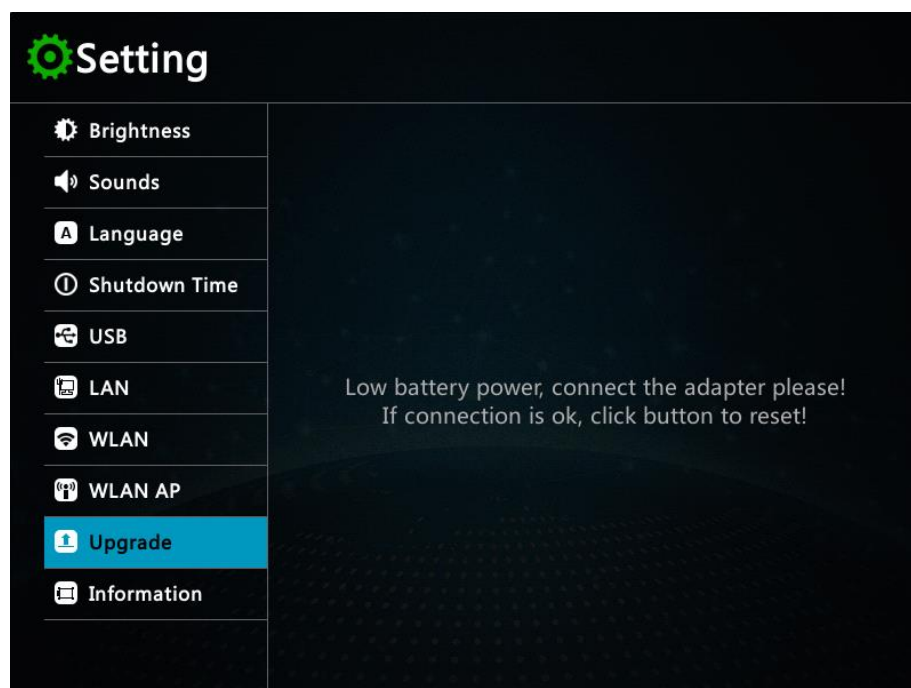 Setting
Brightness
Sounds
A Language
Shutdown Time
USB
LAN
WLAN
WLAN AP
Upgrade
Information
Low battery power, connect the adapter please!
If connection is ok, click button to reset!